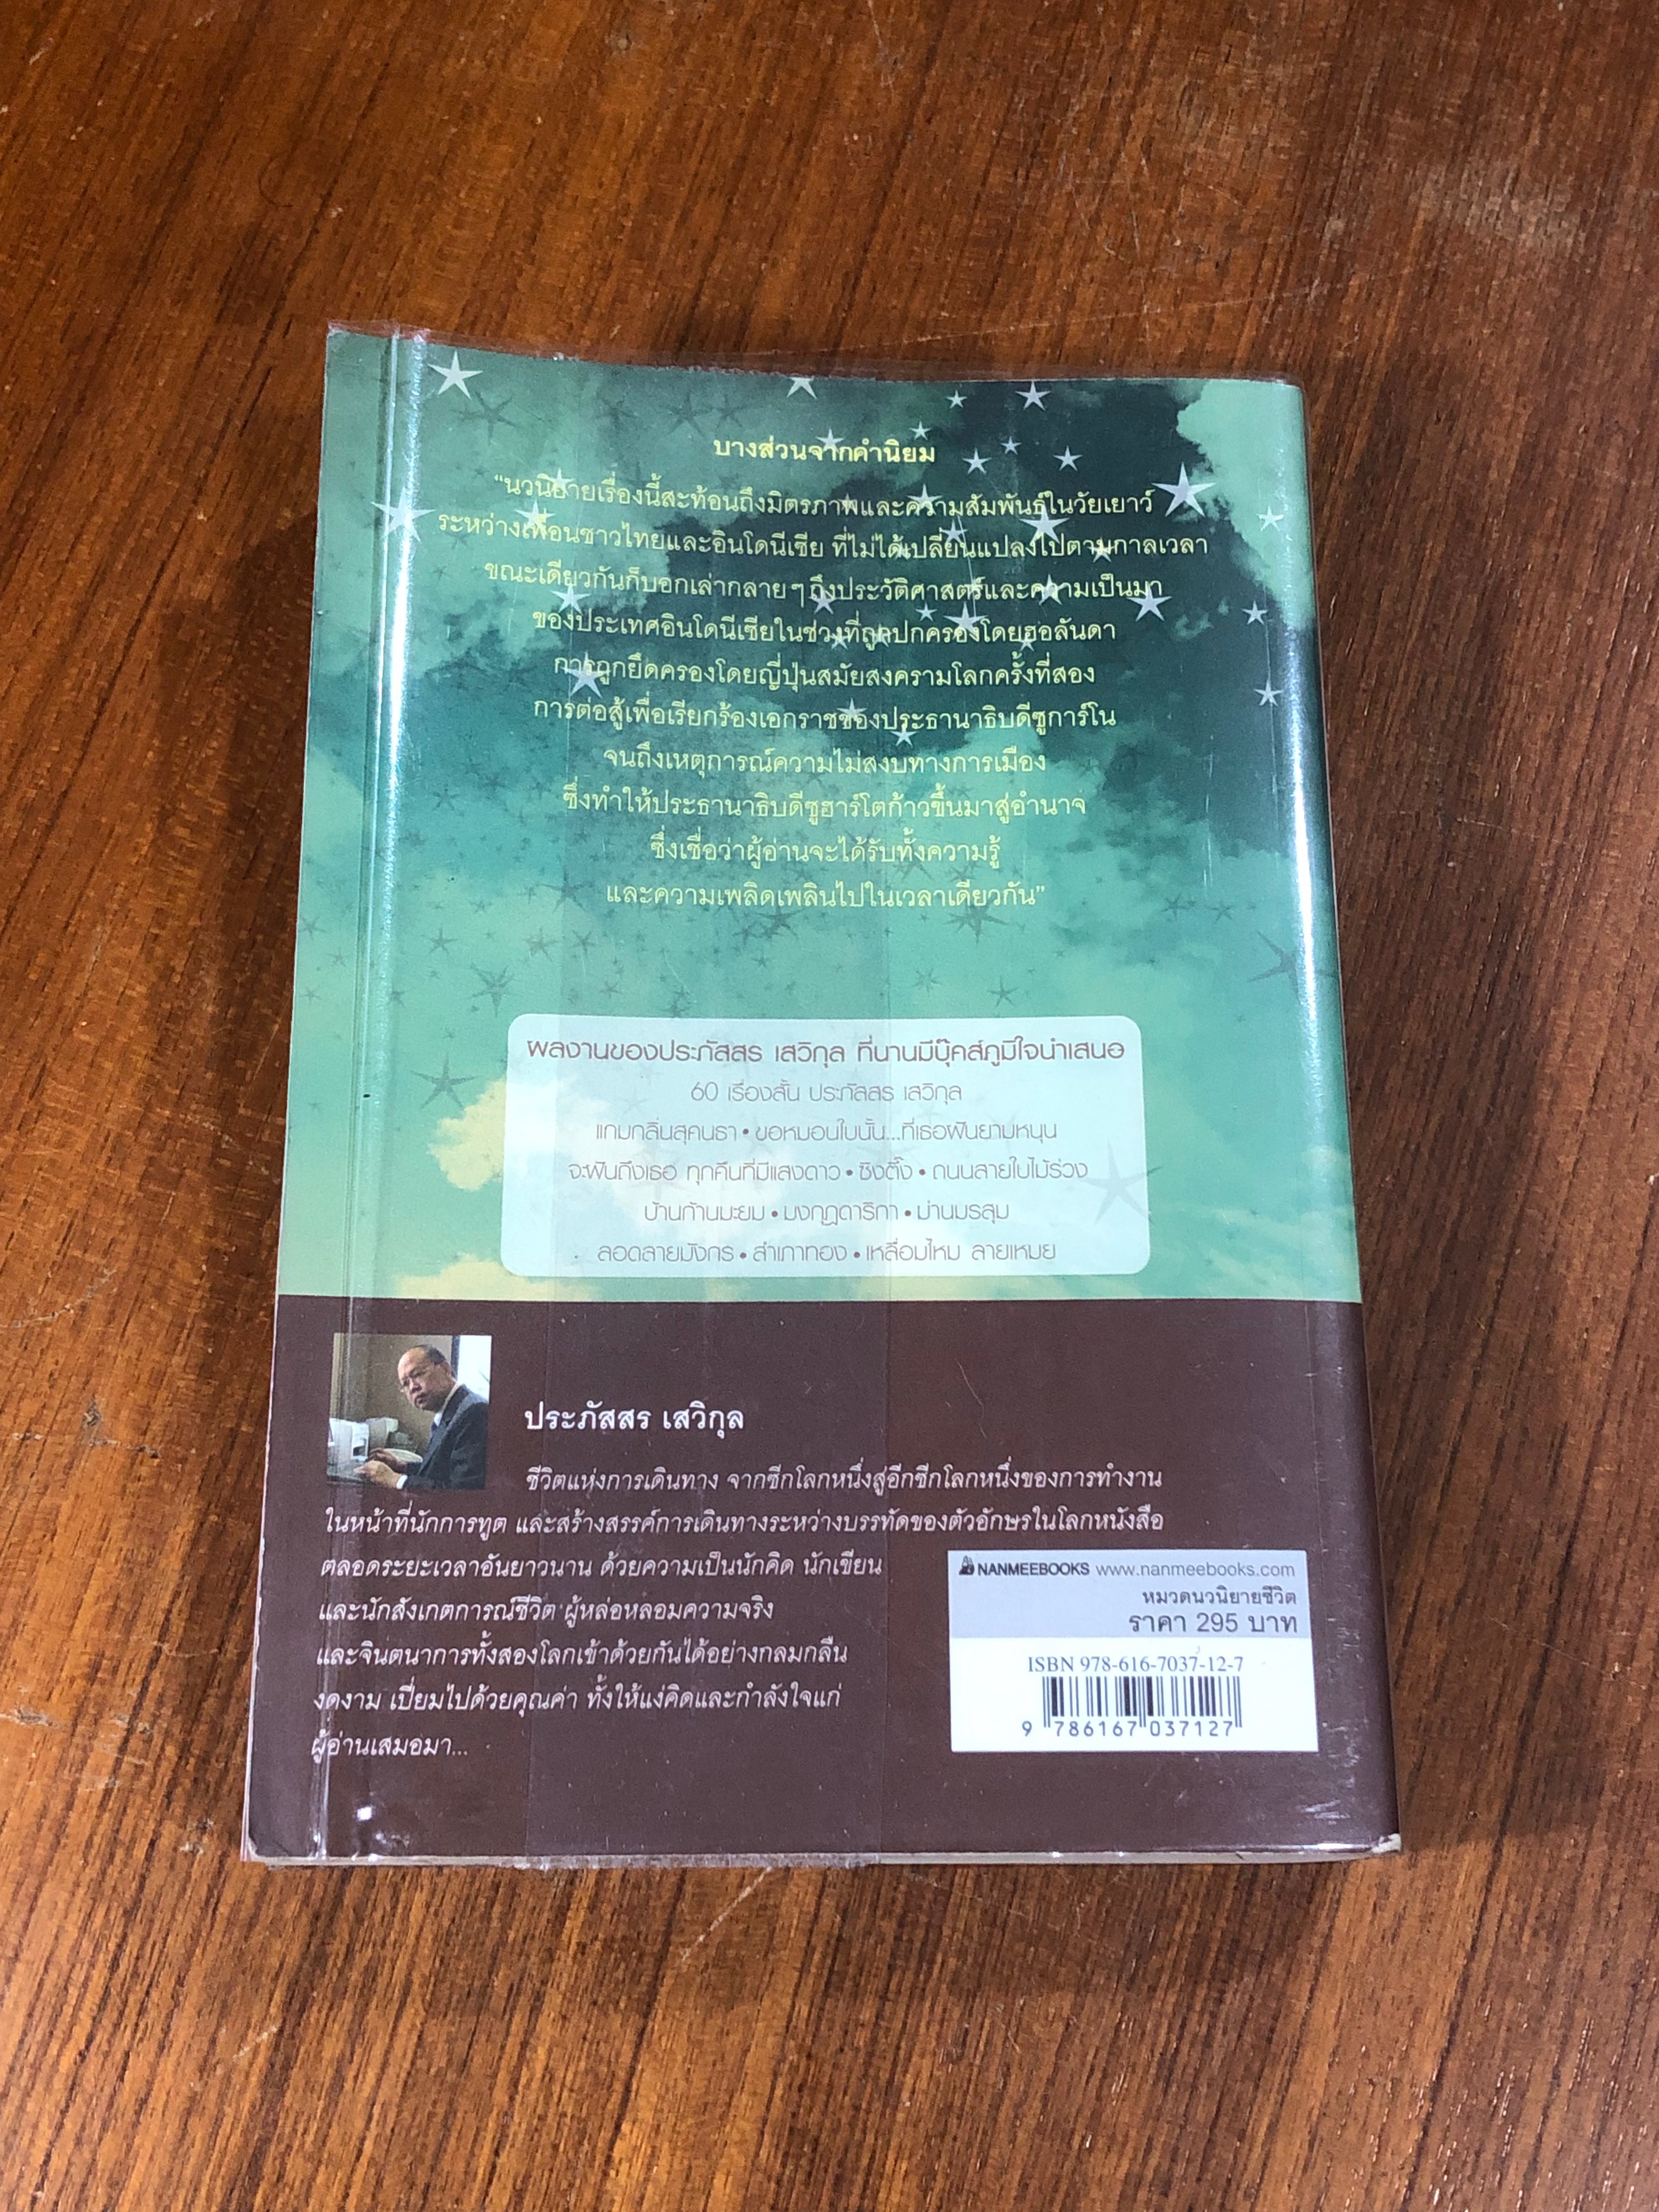 บางส่วนจากคำนิยม
“นวนิยายเรื่องนี้สะท้อนถึงมิตรภาพและความสัมพันธ์ในวัยเยาว์
ระหว่างเพื่อนชาวไทยและอินโดนีเซีย ที่ไม่ได้เปลี่ยนแปลงไปตามกาลเวลา
ขณะเดียวกันก็บอกเล่ากลาย ๆ ถึงประวัติศาสตร์และความเป็นมา
ของประเทศอินโดนีเซียในช่วงที่ถูกปกครองโดยฮอลันดา
การถูกยึดครองโดยญี่ปุ่นสมัยสงครามโลกครั้งที่สอง
การต่อสู้เพื่อเรียกร้องเอกราชของประธานาธิบดีซูการ์โน
จนถึงเหตุการณ์ความไม่สงบทางการเมือง
ซึ่งทำให้ประธานาธิบดีซูฮาร์โตก้าวขึ้นมาสู่อำนาจ
ซึ่งเชื่อว่าผู้อ่านจะได้รับทั้งความรู้
และความเพลิดเพลินไปในเวลาเดียวกัน”
ผลงานของประภัสสร เสวิกุล ที่นานมีบุ๊คส์ภูมิใจนำเสนอ
60 เรื่องสั้น ประภัสสร เสวิกุล
แกมกลิ่นสุคนธา • ขอหมอนใบนั้น...ที่เธอฝันยามหนุน
จะฝันถึงเธอ ทุกคืนที่มีแสงดาว • ชิงตั๊ง • ถนนสายใบไม้ร่วง
บ้านก้านมะยม • มงกุฎดาริกา • ม่านมรสุม
ลอดลายมังกร • สำเภาทอง • เหลื่อมไหม ลายเหมย
ประภัสสร เสวิกุล
ชีวิตแห่งการเดินทาง จากซีกโลกหนึ่งสู่อีกซีกโลกหนึ่งของการทำงาน
ในหน้าที่นักการทูต และสร้างสรรค์การเดินทางระหว่างบรรทัดของตัวอักษรในโลกหนังสือ
ตลอดระยะเวลาอันยาวนาน ด้วยความเป็นนักคิด นักเขียน
และนักสังเกตการณ์ชีวิต ผู้หล่อหลอมความจริง
และจินตนาการทั้งสองโลกเข้าด้วยกันได้อย่างกลมกลืน
งดงาม เปี่ยมไปด้วยคุณค่า ทั้งให้แง่คิดและกำลังใจแก่
ผู้อ่านเสมอมา...
NANMEEBOOKS www.nanmeebooks.com
หมวดนวนิยายชีวิต
ราคา 295 บาท
ISBN 978-616-7037-12-7
9 786167 037127